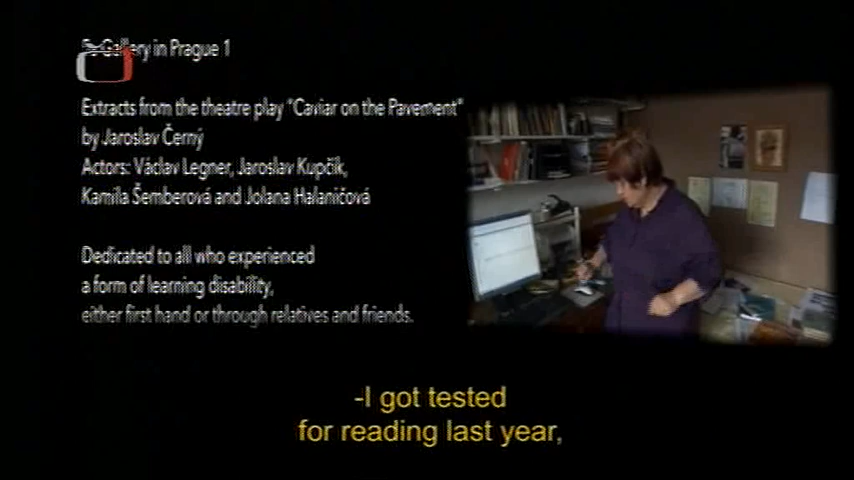 Gallery in Prague 1
Extracts from the theatre play "Caviar on the Pavement"
by Jaroslav Černý
Actors: Václav Legner, Jaroslav Kupčík,
Kamila Šemberová and Jolana Halaničová
Dedicated to all who experienced
a form of learning disability,
either first hand or through relatives and friends.
-I got tested
for reading last year,